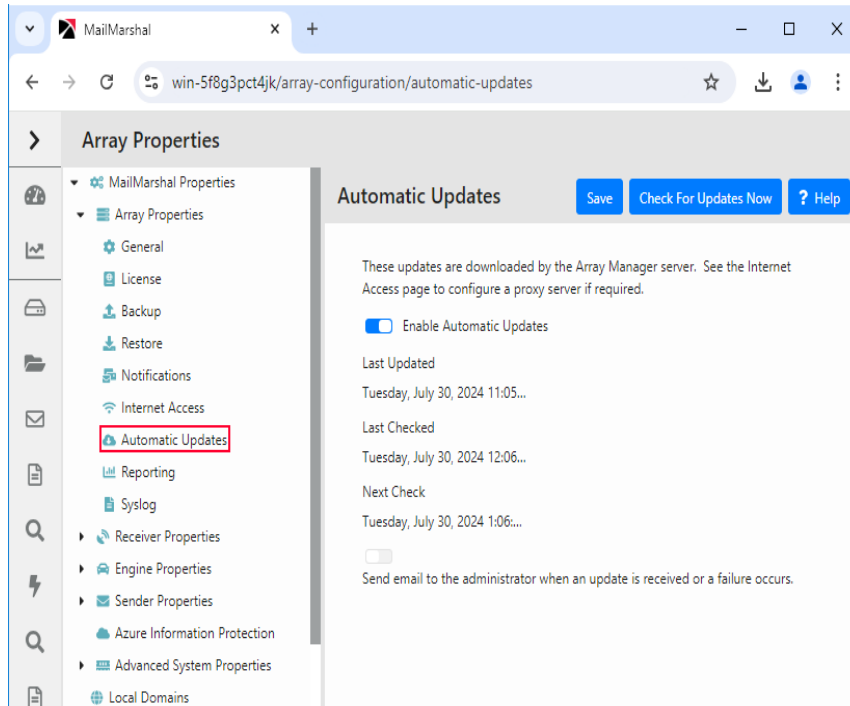 MailMarshal
win-5f8g3pct4jk/array-configuration/automatic-updates
Array Properties
MailMarshal Properties
Array Properties
General
License
Backup
Restore
Notifications
Internet Access
Automatic Updates
Reporting
Syslog
Receiver Properties
Engine Properties
Sender Properties
Azure Information Protection
Advanced System Properties
Local Domains
Automatic Updates
Save
Check For Updates Now
? Help
These updates are downloaded by the Array Manager server. See the Internet
Access page to configure a proxy server if required.
Enable Automatic Updates
Last Updated
Tuesday, July 30, 2024 11:05...
Last Checked
Tuesday, July 30, 2024 12:06...
Next Check
Tuesday, July 30, 2024 1:06:...
Send email to the administrator when an update is received or a failure occurs.